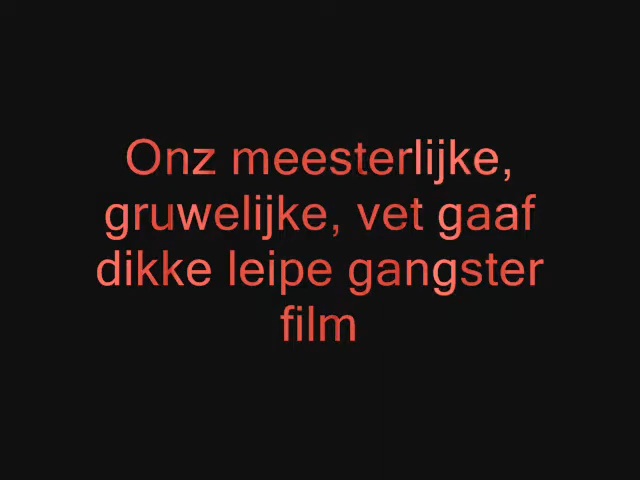 Onz meesterlijke,
gruwelijke, vet gaaf
dikke leipe gangster
film